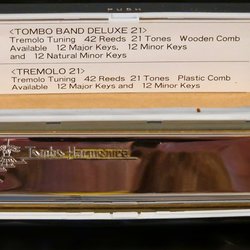 PUSH
<TOMBO BAND DELUXE 21>
Tremolo Tuning 42 Reeds 21 Tones Wooden Comb
Available 12 Major Keys, 12 Minor Keys
and 12 Natural Minor Keys
<TREMOLO 21>
Tremolo Tuning 42 Reeds 21 Tones Plastic Comb
Available 12 Major Keys and 12 Minor Keys
Tombo Harmonica